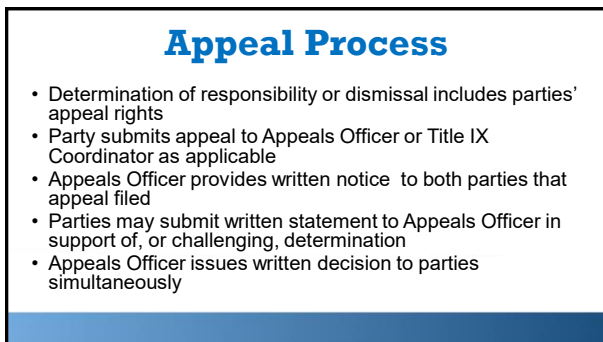 Appeal Process
• Determination of responsibility or dismissal includes parties’
appeal rights
• Party submits appeal to Appeals Officer or Title IX
Coordinator as applicable
• Appeals Officer provides written notice  to both parties that
appeal filed
• Parties may submit written statement to Appeals Officer in
support of, or challenging, determination
• Appeals Officer issues written decision to parties
simultaneously